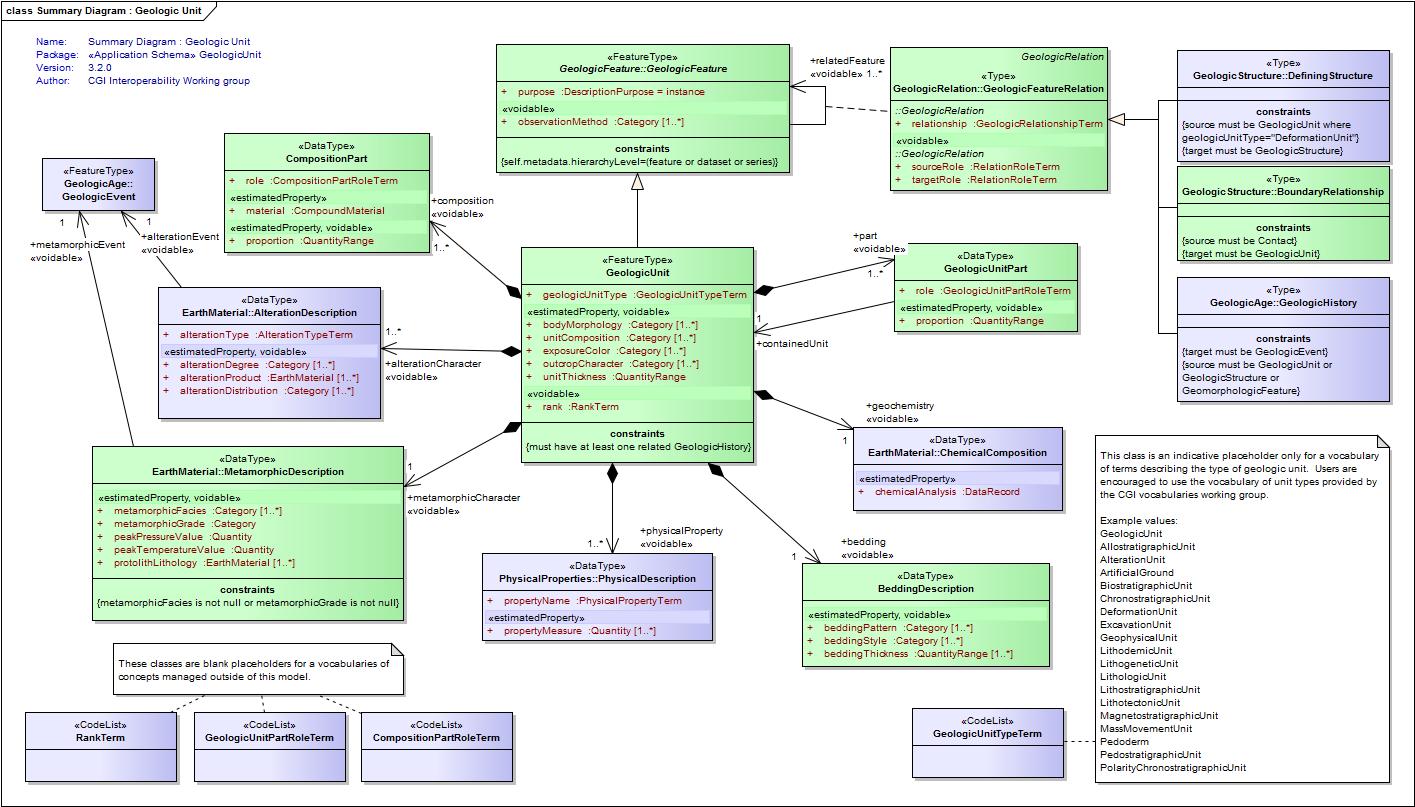 class Summary Diagram : Geologic Unit
Name: Summary Diagram : Geologic Unit
Package: «Application Schema» GeologicUnit
Version: 3.2.0
Author: CGI Interoperability Working group
«FeatureType»
GeologicFeature::GeologicFeature
+ purpose :DescriptionPurpose = instance
«voidable»
+ observationMethod :Category [1..*]
constraints
{self.metadata.hierarchyLevel=(feature or dataset or series)}
+relatedFeature
«voidable» 1..*
GeologicRelation
«Type»
GeologicRelation::GeologicFeatureRelation
::GeologicRelation
+ relationship :GeologicRelationshipTerm
«voidable»
::GeologicRelation
+ sourceRole :RelationRoleTerm
+ targetRole :RelationRoleTerm
«Type»
GeologicStructure::DefiningStructure
constraints
{source must be GeologicUnit where
geologicUnitType="DeformationUnit"}
{target must be GeologicStructure}
«Type»
GeologicStructure::BoundaryRelationship
constraints
{source must be Contact}
{target must be GeologicUnit}
«Type»
GeologicAge::GeologicHistory
constraints
{target must be GeologicEvent}
{source must be GeologicUnit or
GeologicStructure or
GeomorphologicFeature}
«DataType»
CompositionPart
+ role :CompositionPartRoleTerm
«estimatedProperty»
+ material :CompoundMaterial
«estimatedProperty, voidable»
+ proportion :QuantityRange
+composition
«voidable»
1..*
«FeatureType»
GeologicAge::
GeologicEvent
1
+metamorphicEvent
«voidable»
1
+alterationEvent
«voidable»
«DataType»
EarthMaterial::AlterationDescription
+ alterationType :AlterationTypeTerm
«estimatedProperty, voidable»
+ alterationDegree :Category [1..*]
+ alterationProduct :EarthMaterial [1..*]
+ alterationDistribution :Category [1..*]
1..*
+alterationCharacter
«voidable»
«FeatureType»
GeologicUnit
+ geologicUnitType :GeologicUnitTypeTerm
«estimatedProperty, voidable»
+ bodyMorphology :Category [1..*]
+ unitComposition :Category [1..*]
+ exposureColor :Category [1..*]
+ outcropCharacter :Category [1..*]
+ unitThickness :QuantityRange
«voidable»
+ rank :RankTerm
constraints
{must have at least one related GeologicHistory}
+part
«voidable»
1..*
«DataType»
GeologicUnitPart
+ role :GeologicUnitPartRoleTerm
«estimatedProperty, voidable»
+ proportion :QuantityRange
1
+containedUnit
+geochemistry
«voidable»
1
«DataType»
EarthMaterial::ChemicalComposition
«estimatedProperty»
+ chemicalAnalysis :DataRecord
«DataType»
EarthMaterial::MetamorphicDescription
«estimatedProperty, voidable»
+ metamorphicFacies :Category [1..*]
+ metamorphicGrade :Category
+ peakPressureValue :Quantity
+ peakTemperatureValue :Quantity
+ protolithLithology :EarthMaterial [1..*]
constraints
{metamorphicFacies is not null or metamorphicGrade is not null}
1
+metamorphicCharacter
«voidable»
+physicalProperty
«voidable»
1..*
«DataType»
PhysicalProperties::PhysicalDescription
+ propertyName :PhysicalPropertyTerm
«estimatedProperty»
+ propertyMeasure :Quantity [1..*]
+bedding
«voidable»
1
«DataType»
BeddingDescription
«estimatedProperty, voidable»
+ beddingPattern :Category [1..*]
+ beddingStyle :Category [1..*]
+ beddingThickness :QuantityRange [1..*]
These classes are blank placeholders for a vocabularies of
concepts managed outside of this model.
«CodeList»
RankTerm
«CodeList»
GeologicUnitPartRoleTerm
«CodeList»
CompositionPartRoleTerm
«CodeList»
GeologicUnitTypeTerm
This class is an indicative placeholder only for a vocabulary
of terms describing the type of geologic unit. Users are
encouraged to use the vocabulary of unit types provided by
the CGI vocabularies working group.
Example values:
GeologicUnit
AllostratigraphicUnit
AlterationUnit
ArtificialGround
BiostratigraphicUnit
ChronostratigraphicUnit
DeformationUnit
ExcavationUnit
GeophysicalUnit
LithodemicUnit
LithogeneticUnit
LithologicUnit
LithostratigraphicUnit
LithotectonicUnit
MagnetostratigraphicUnit
MassMovementUnit
Pedoderm
PedostratigraphicUnit
PolarityChronostratigraphicUnit